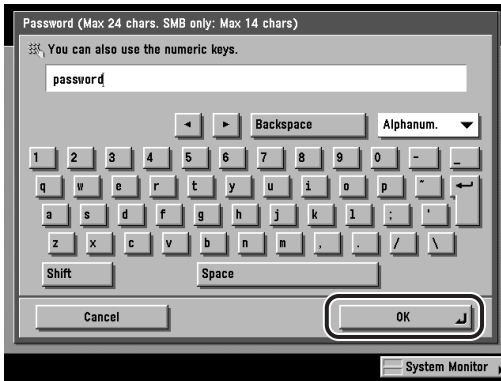 Password (Max 24 chars. SMB only: Max 14 chars)
You can also use the numeric keys.
password
◄ ► Backspace Alphanum. ▼
1 2 3 4 5 6 7 8 9 0 - _
q w e r t y u i o p ~
a s d f g h j k l ; '
z x c v b n m , . / \
Shift Space
Cancel OK
System Monitor